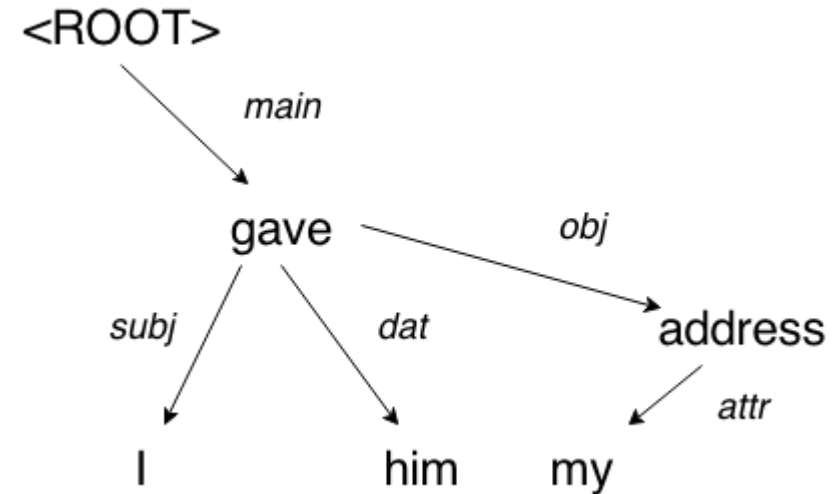 <ROOT>
main
gave
obj
subj
dat
address
attr
I
him
my